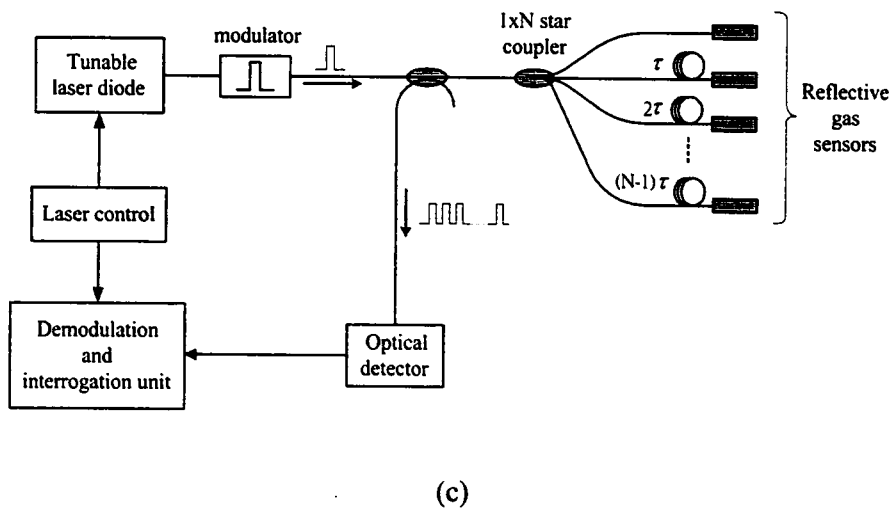 modulator
Tunable
laser diode
1xN star
coupler
τ
2τ
(N-1) τ
Reflective
gas
sensors
Laser control
Demodulation
and
interrogation unit
Optical
detector
(c)